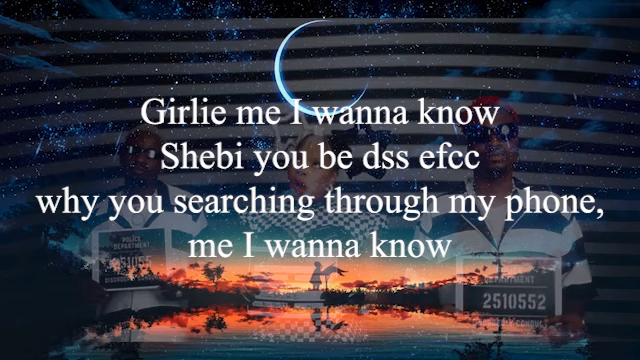 Girlie me I wanna know
Shebi you be dss efcc
why you searching through my phone,
me I wanna know
POLICE
DEPARTMENT
DEPARTMENT
2510552